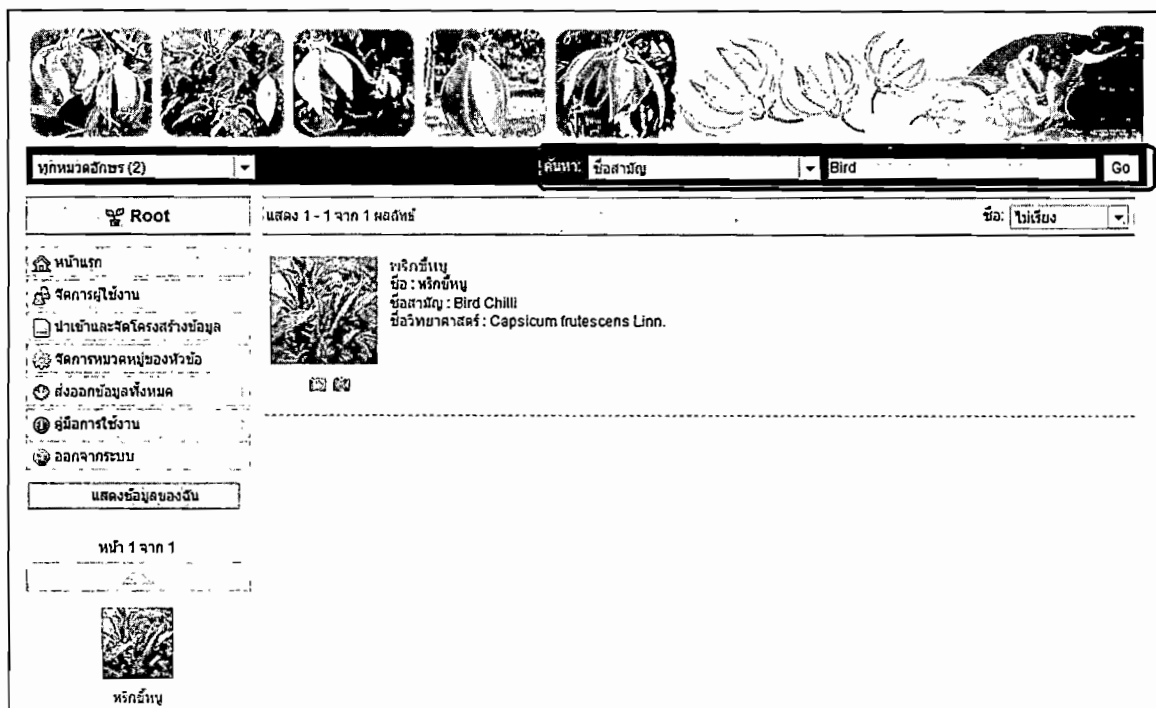 ทุกหมวดอักษร (2)
ค้นหา: ชื่อสามัญ Bird Go
Root
แสดง 1 - 1 จาก 1 ผลลัพธ์
ชื่อ: ไม่เรียง
หน้าแรก
จัดการผู้ใช้งาน
นำเข้าและจัดโครงสร้างข้อมูล
จัดการหมวดหมู่ของหัวข้อ
ส่งออกข้อมูลทั้งหมด
คู่มือการใช้งาน
ออกจากระบบ
แสดงข้อมูลของฉัน
พริกขี้หนู
ชื่อ : พริกขี้หนู
ชื่อสามัญ : Bird Chilli
ชื่อวิทยาศาสตร์ : Capsicum frutescens Linn.
หน้า 1 จาก 1
พริกขี้หนู